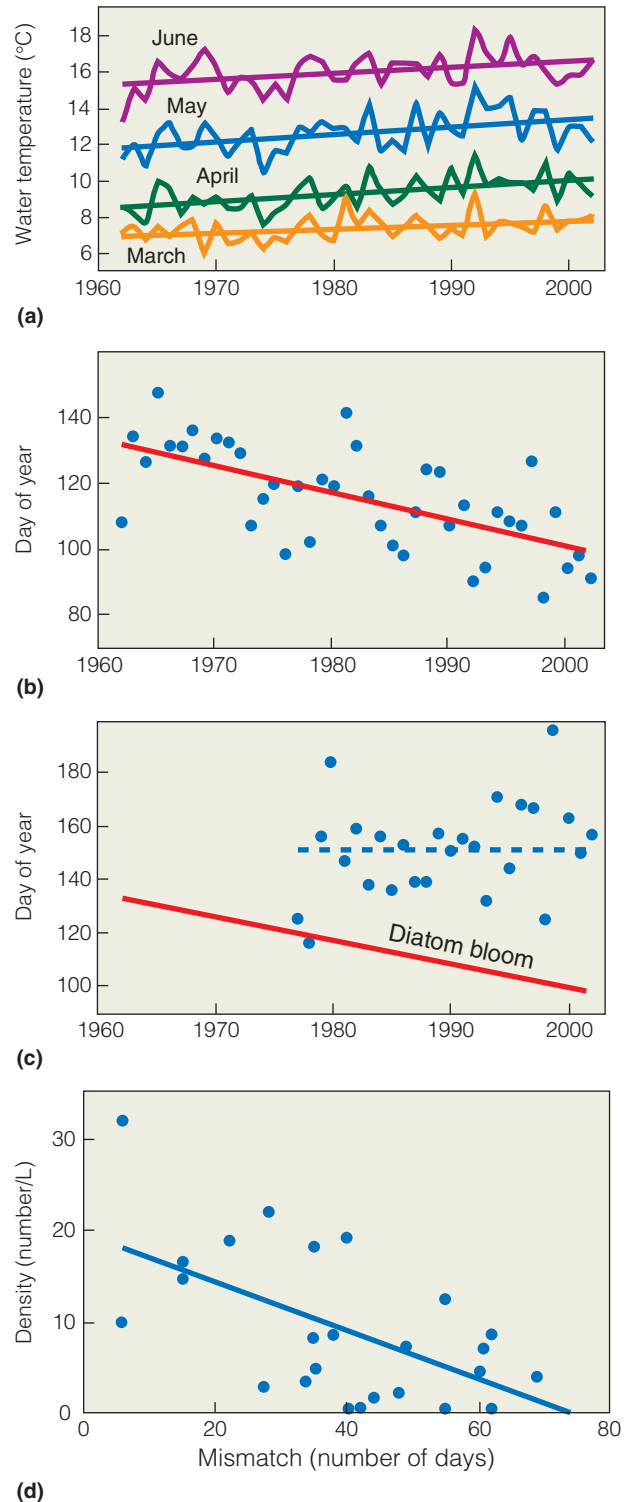 Water temperature (°C)
18
16
14
12
10
8
6
June
May
April
March
1960 1970 1980 1990 2000
(a)
Day of year
140
120
100
80
1960 1970 1980 1990 2000
(b)
Day of year
180
160
140
120
100
Diatom bloom
1960 1970 1980 1990 2000
(c)
Density (number/L)
30
20
10
0
0 20 40 60 80
Mismatch (number of days)
(d)